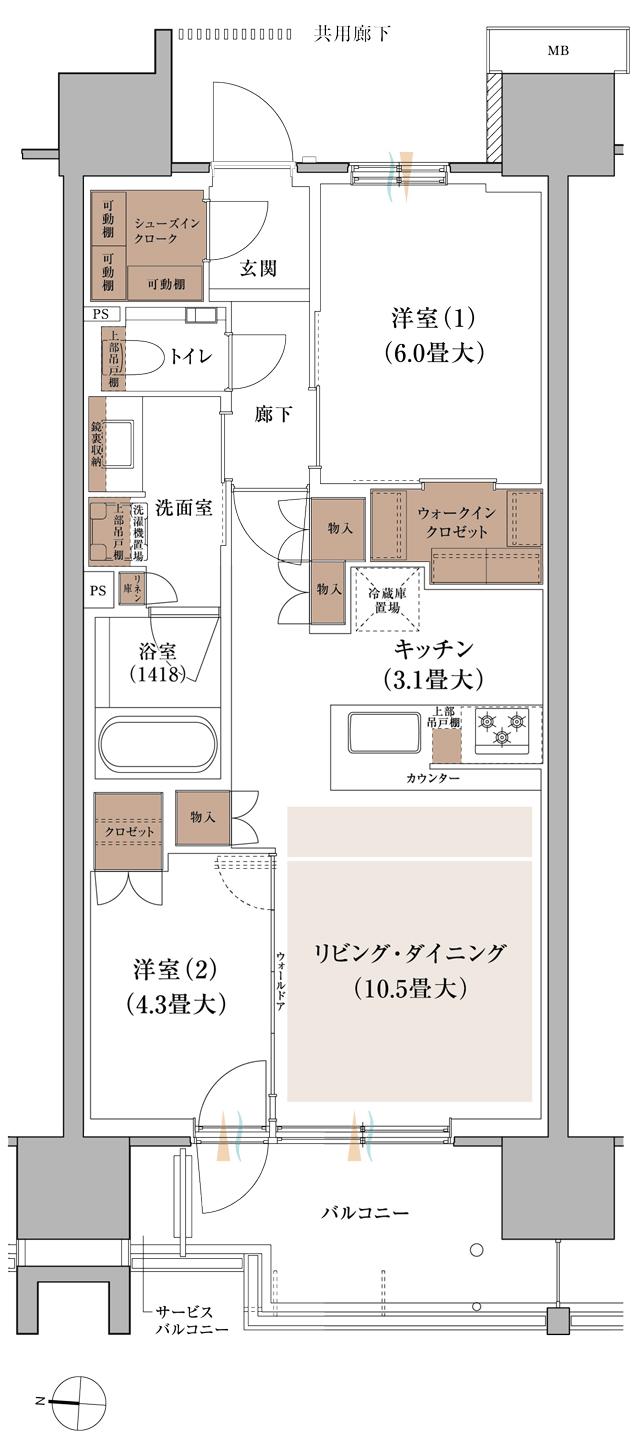 共用廊下
MB
可動棚
シューズイン
クローク
可動棚
可動棚
玄関
洋室（1）
（6.0畳大）
PS
上部吊戸棚
トイレ
廊下
鏡裏収納
洗面室
上部吊戸棚
洗濯機置場
物入
ウォークイン
クロゼット
PS
リネン
庫
物入
冷蔵庫
置場
浴室
（1418）
キッチン
（3.1畳大）
上部
吊戸棚
カウンター
クロゼット
物入
リビング・ダイニング
（10.5畳大）
ウォールドア
洋室（2）
（4.3畳大）
バルコニー
サービス
バルコニー
N